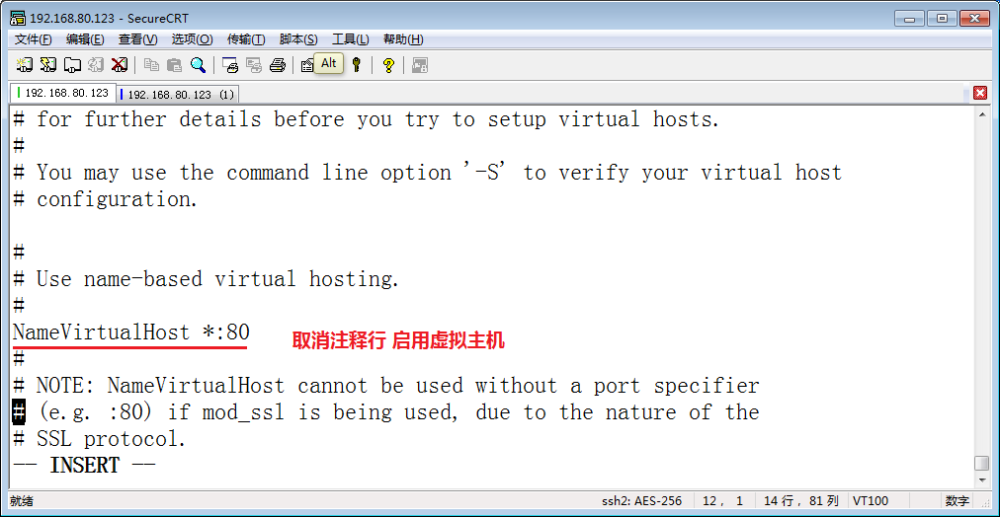 192.168.80.123 - SecureCRT
文件(F) 编辑(E) 查看(V) 选项(O) 传输(T) 脚本(S) 工具(L) 帮助(H)
Alt
192.168.80.123 192.168.80.123 (1)
# for further details before you try to setup virtual hosts.
#
# You may use the command line option '-S' to verify your virtual host
# configuration.
#
# Use name-based virtual hosting.
#
NameVirtualHost *:80
取消注释行 启用虚拟主机
#
# NOTE: NameVirtualHost cannot be used without a port specifier
# (e.g. :80) if mod_ssl is being used, due to the nature of the
# SSL protocol.
-- INSERT --
就绪 ssh2: AES-256 12, 1 14 行, 81 列 VT100 数字